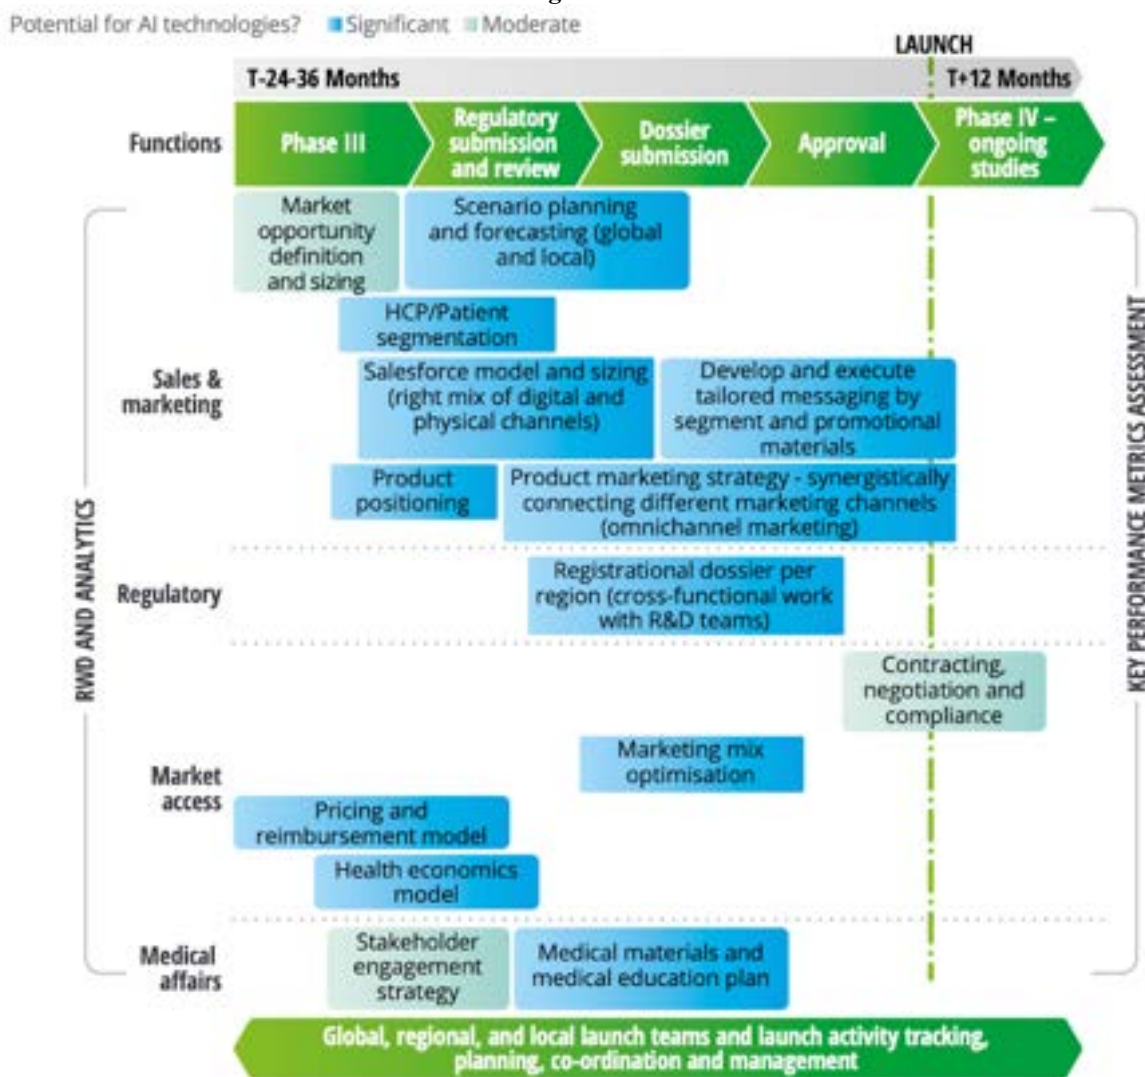 Potential for AI technologies? Significant Moderate
LAUNCH
T-24-36 Months
T+12 Months
Functions
Phase III
Regulatory
submission
and review
Dossier
submission
Approval
Phase IV –
ongoing
studies
Sales &
marketing
Market
opportunity
definition
and sizing
Scenario planning
and forecasting (global
and local)
HCP/Patient
segmentation
Salesforce model and sizing
(right mix of digital and
physical channels)
Develop and execute
tailored messaging by
segment and promotional
materials
Product
positioning
Product marketing strategy - synergistically
connecting different marketing channels
(omnichannel marketing)
Regulatory
Registrational dossier per
region (cross-functional work
with R&D teams)
Market
access
Contracting,
negotiation and
compliance
Marketing mix
optimisation
Pricing and
reimbursement model
Health economics
model
Medical
affairs
Stakeholder
engagement
strategy
Medical materials and
medical education plan
RWD AND ANALYTICS
KEY PERFORMANCE METRICS ASSESSMENT
Global, regional, and local launch teams and launch activity tracking,
planning, co-ordination and management